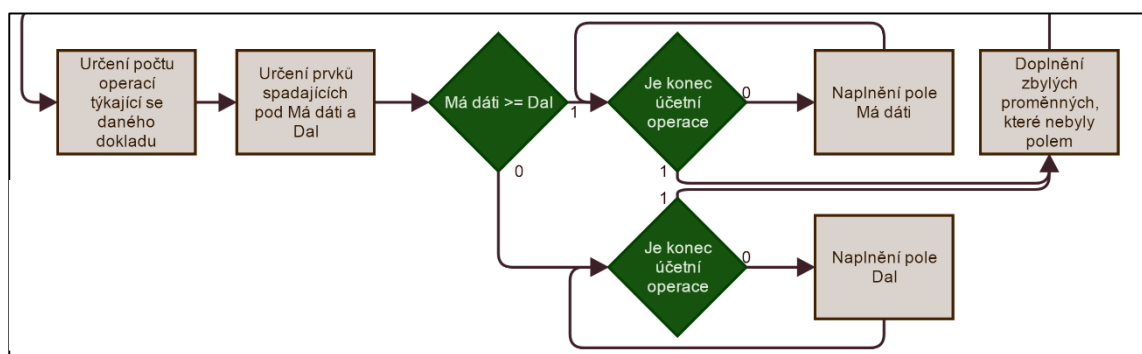 Určení počtu
operací
týkající se
daného
dokladu
Určení prvků
spadajících
pod Má dáti a
Dal
Má dáti >= Dal
1
0
Je konec
účetní
operace
0
1
Naplnění pole
Má dáti
Doplnění
zbylých
proměnných,
které nebyly
polem
1
Je konec
účetní
operace
0
Naplnění pole
Dal